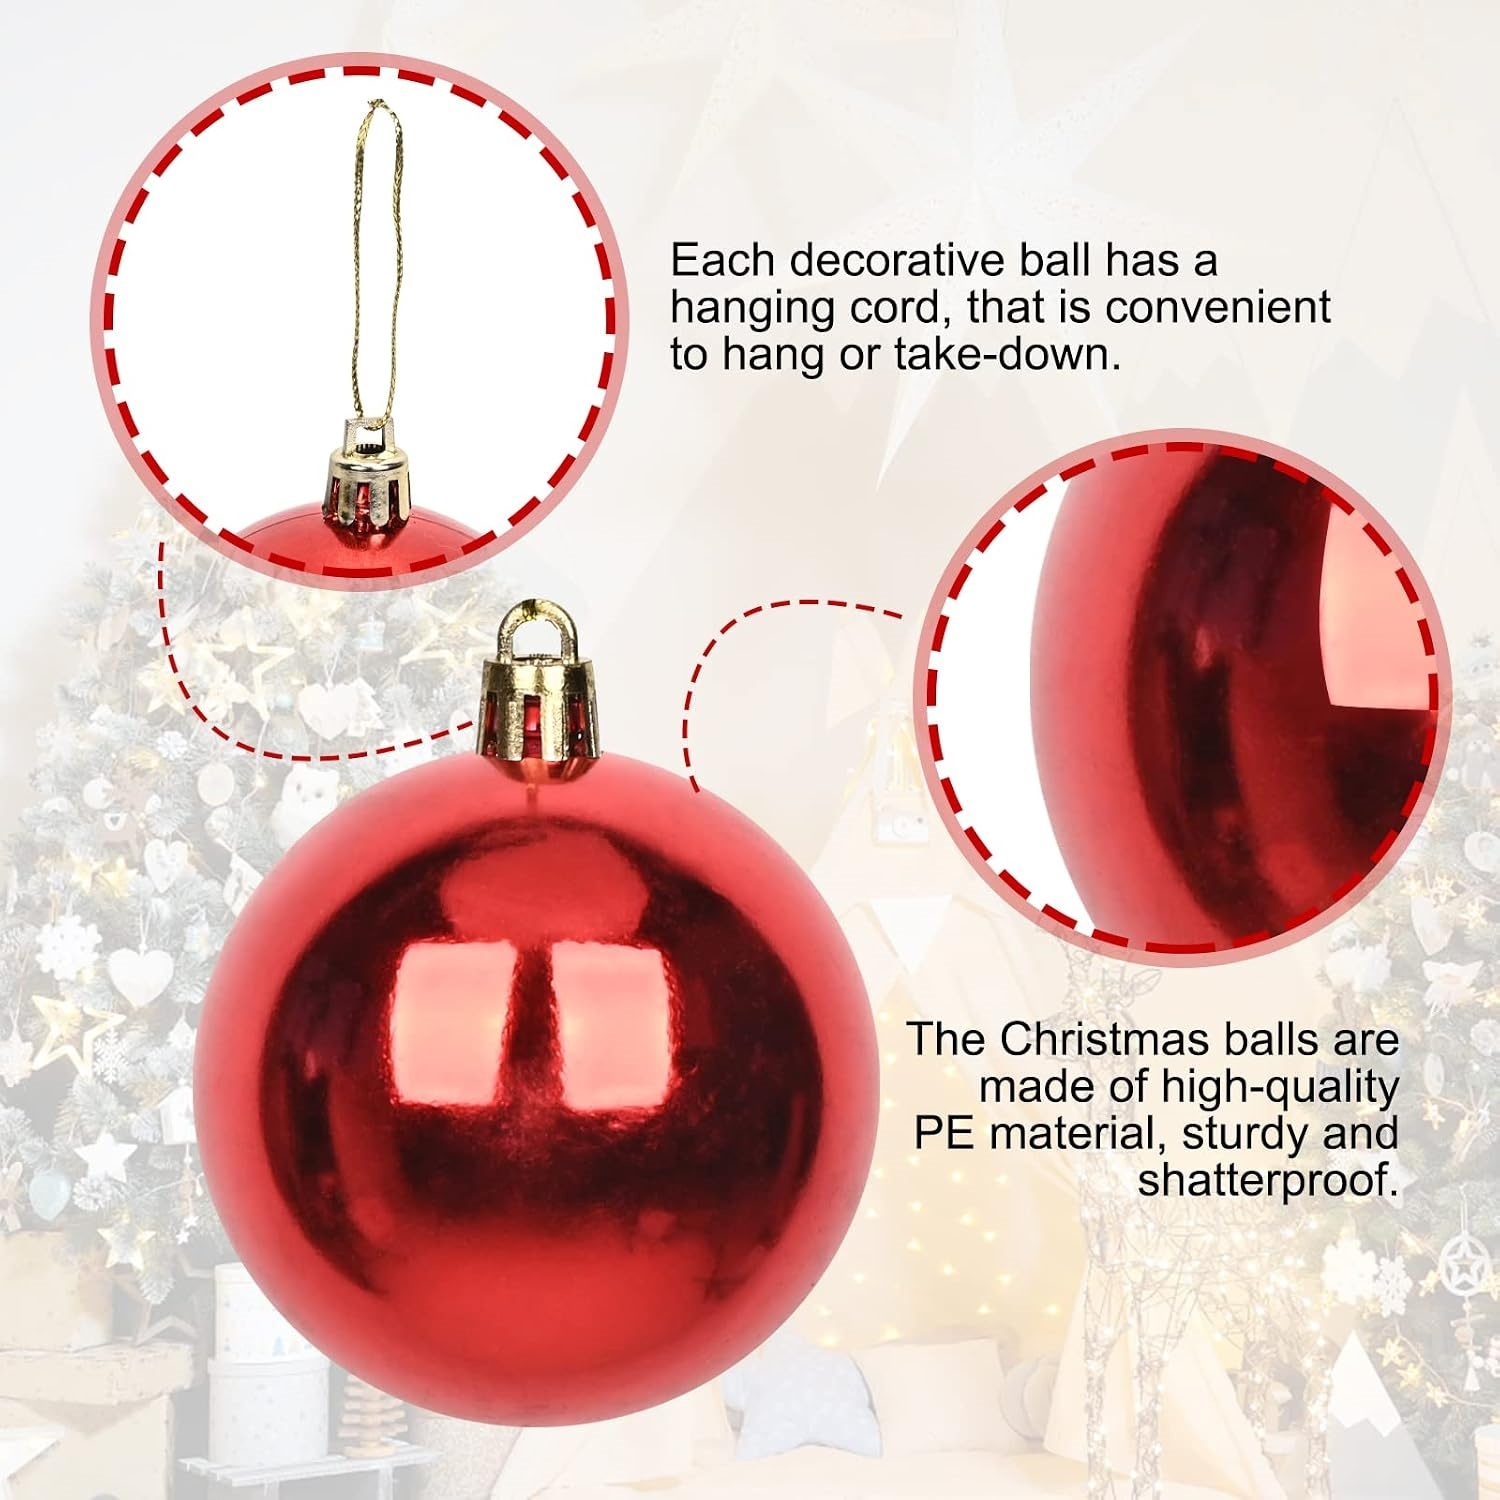 Each decorative ball has a
hanging cord, that is convenient
to hang or take-down.
The Christmas balls are
made of high-quality
PE material, sturdy and
shatterproof.